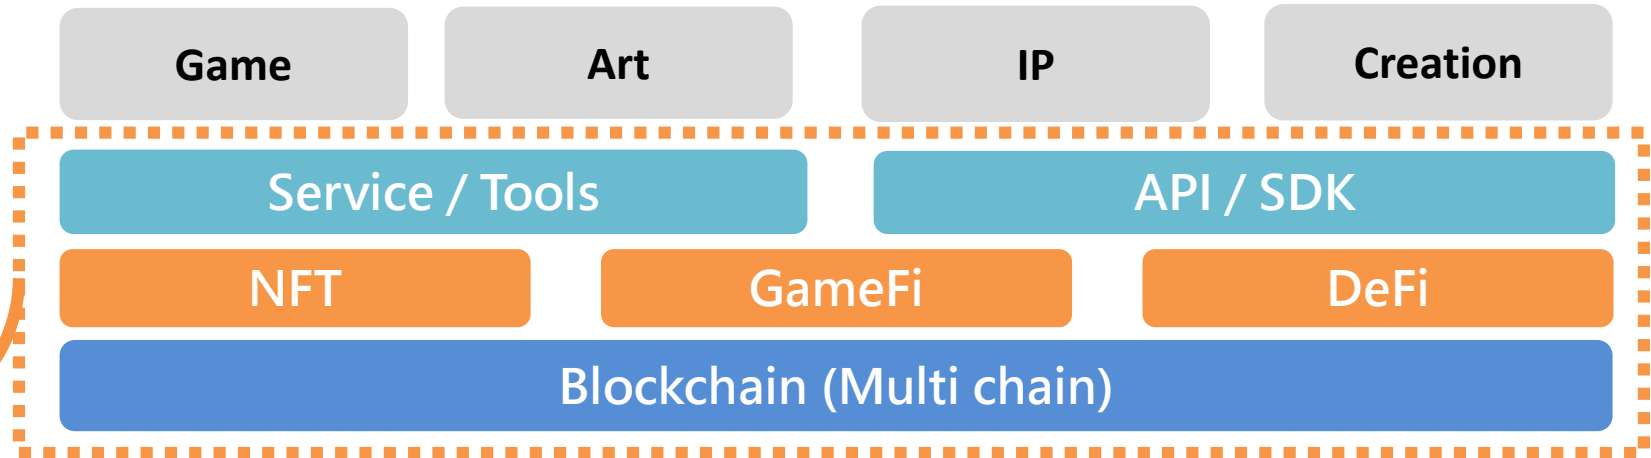 Game
Art
IP
Creation
Service / Tools
API / SDK
NFT
GameFi
DeFi
Blockchain (Multi chain)